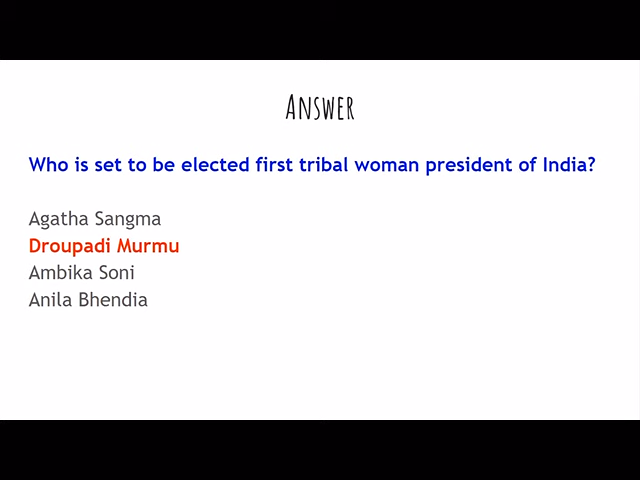 Answer
Who is set to be elected first tribal woman president of India?
Agatha Sangma
Droupadi Murmu
Ambika Soni
Anila Bhendia